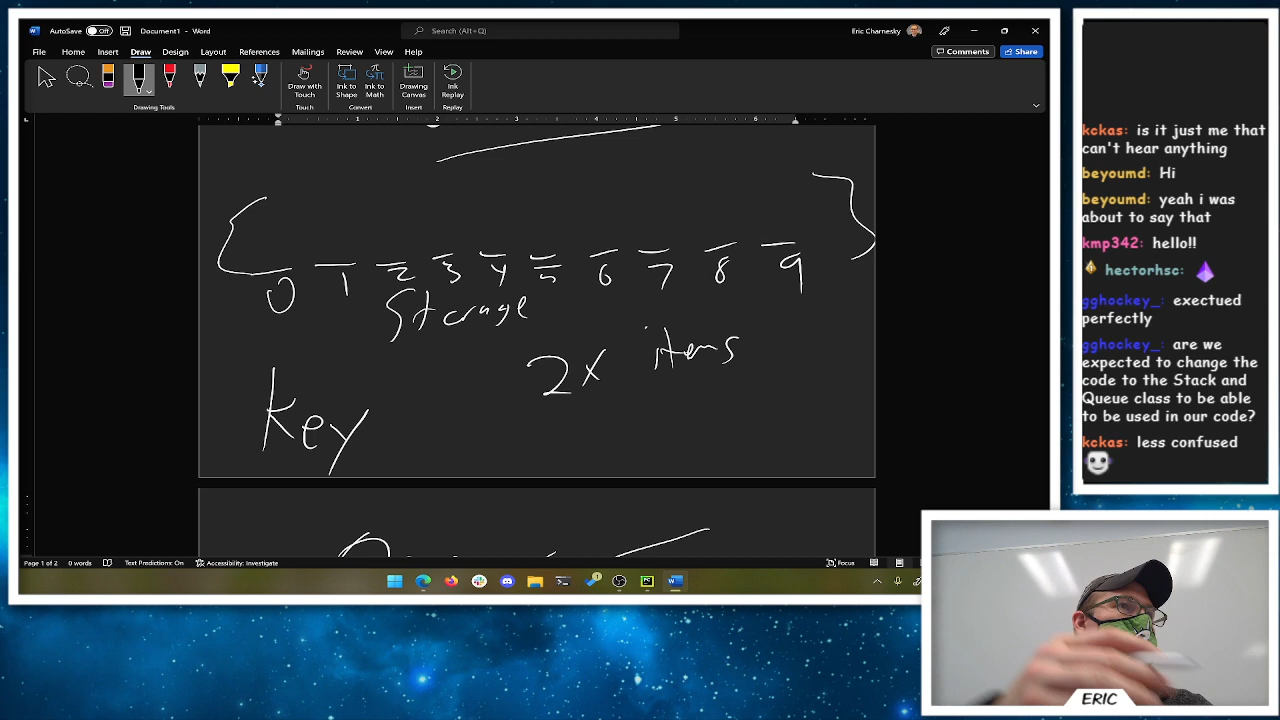 AutoSave Off Document1 - Word Search (Alt+Q) Eric Charnesky
File Home Insert Draw Design Layout References Mailings Review View Help Comments Share
Draw with Touch
Ink to Shape
Ink to Math
Drawing Canvas
Ink Replay
Drawing Tools Touch Convert Insert Replay
1 2 3 4 5 6
0 1 2 3 4 5 6 7 8 9
Storage
2x items
Key
Page 1 of 2 0 words Text Predictions: On Accessibility: Investigate Focus
kckas: is it just me that
can't hear anything
beyoumd: Hi
beyoumd: yeah i was
about to say that
kmp342: hello!!
hectorhsc:
gghockey_: exectued
perfectly
gghockey_: are we
expected to change the
code to the Stack and
Queue class to be able
to be used in our code?
kckas: less confused
ERIC